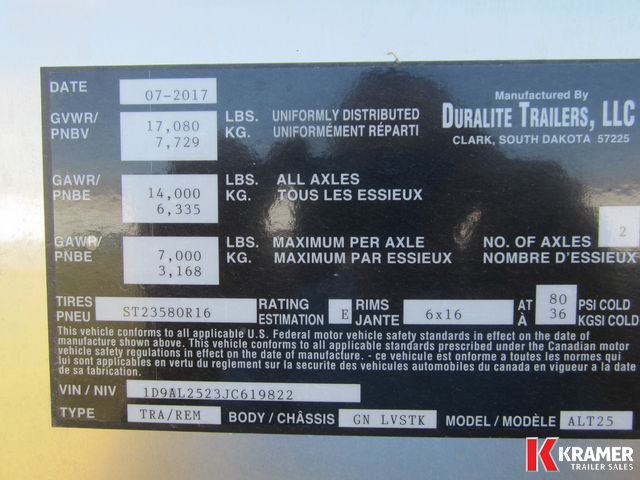 DATE 07-2017 Manufactured By
GVWR/ 17,080 LBS. UNIFORMLY DISTRIBUTED DURALITE TRAILERS, LLC
PNBV 7,729 KG. UNIFORMÉMENT RÉPARTI CLARK, SOUTH DAKOTA 57225
GAWR/ 14,000 LBS. ALL AXLES
PNBE 6,335 KG. TOUS LES ESSIEUX
GAWR/ 7,000 LBS. MAXIMUM PER AXLE NO. OF AXLES 2
PNBE 3,168 KG. MAXIMUM PAR ESSIEUX NOMBRE D'ESSIEUX
TIRES ST23580R16 RATING E RIMS 6x16 AT 80 PSI COLD
PNEU ESTIMATION JANTE À 36 KGSI COLD
This vehicle conforms to all applicable U.S. Federal motor vehicle safety standards in effect on the date of
manufacture shown above. This vehicle conforms to all applicable standards under the Canadian motor
vehicle safety regulations in effect on this date of manufacture. - ce véhicule est éonforme a toutes les normes qui
lui sont applicables en vertu de la securite des véhicules automobiles du canada en vigueur a la date
de sa fabrication.
VIN / NIV 1D9AL2523JC619822
TYPE TRA/REM BODY / CHÂSSIS GN LVSTK MODEL / MODÈLE ALT25
K KRAMER
TRAILER SALES